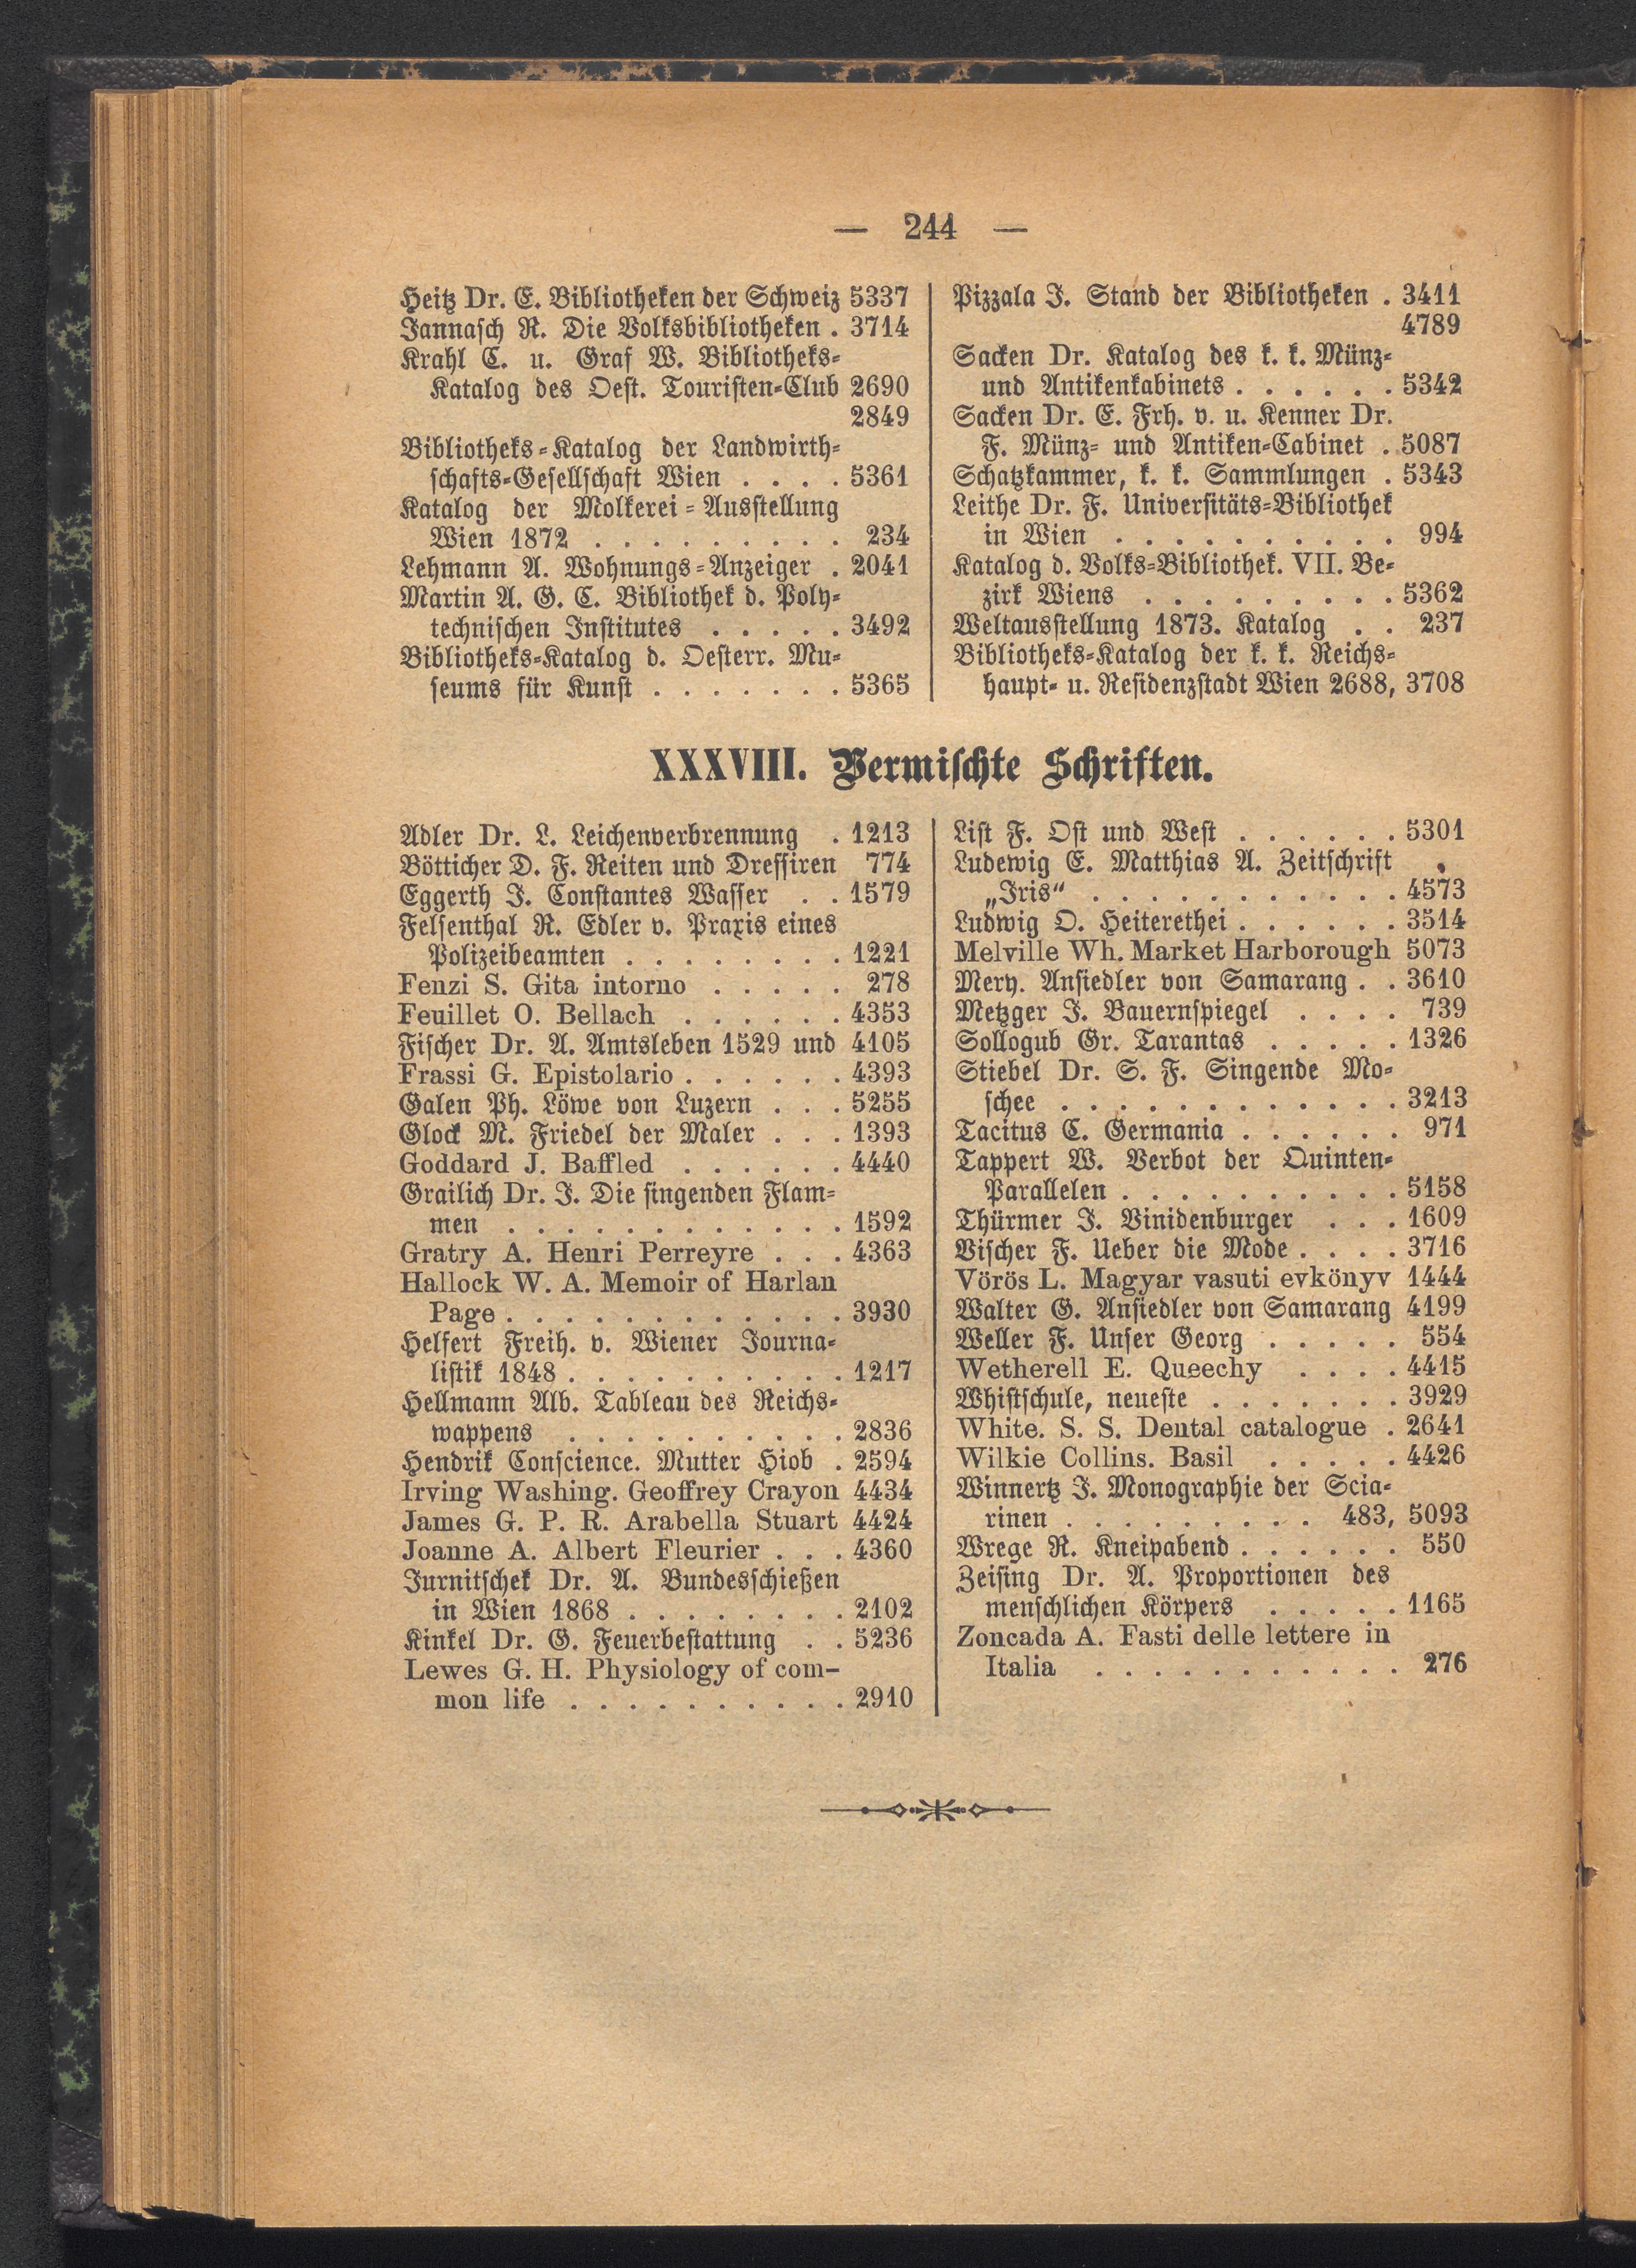 — 244 —
Heitz Dr. E. Bibliotheken der Schweiz 5337
Jannasch R. Die Volksbibliotheken . 3714
Krahl C. u. Graf W. Bibliotheks-
Katalog des Oest. Touristen-Club 2690
2849
Bibliotheks-Katalog der Landwirth-
schafts-Gesellschaft Wien . . . . 5361
Katalog der Molkerei-Ausstellung
Wien 1872 . . . . . . . . . 234
Lehmann A. Wohnungs-Anzeiger . 2041
Martin A. G. C. Bibliothek d. Poly-
technischen Institutes . . . . . 3492
Bibliotheks-Katalog d. Oesterr. Mu-
seums für Kunst . . . . . . . 5365
Pizzala J. Stand der Bibliotheken . 3411
4789
Sacken Dr. Katalog des k. k. Münz-
und Antikenkabinets . . . . . . 5342
Sacken Dr. E. Frh. v. u. Kenner Dr.
F. Münz- und Antiken-Cabinet . 5087
Schatzkammer, k. k. Sammlungen . 5343
Leithe Dr. F. Universitäts-Bibliothek
in Wien . . . . . . . . . . 994
Katalog d. Volks-Bibliothek. VII. Be-
zirk Wiens . . . . . . . . . 5362
Weltausstellung 1873. Katalog . . 237
Bibliotheks-Katalog der k. k. Reichs-
haupt- u. Residenzstadt Wien 2688, 3708
XXXVIII. Vermischte Schriften.
Adler Dr. L. Leichenverbrennung . 1213
Bötticher D. F. Reiten und Dressiren 774
Eggerth J. Constantes Wasser . . 1579
Felsenthal R. Edler v. Praxis eines
Polizeibeamten . . . . . . . . 1221
Fenzi S. Gita intorno . . . . . 278
Feuillet O. Bellach . . . . . . 4353
Fischer Dr. A. Amtsleben 1529 und 4105
Frassi G. Epistolario . . . . . . 4393
Galen Ph. Löwe von Luzern . . . 5255
Glock M. Friedel der Maler . . . 1393
Goddard J. Baffled . . . . . . 4440
Grailich Dr. J. Die singenden Flam-
men . . . . . . . . . . . . 1592
Gratry A. Henri Perreyre . . . 4363
Hallock W. A. Memoir of Harlan
Page . . . . . . . . . . . . 3930
Helfert Freih. v. Wiener Journa-
listik 1848 . . . . . . . . . . 1217
Hellmann Alb. Tableau des Reichs-
wappens . . . . . . . . . . 2836
Hendrik Conscience. Mutter Hiob . 2594
Irving Washing. Geoffrey Crayon 4434
James G. P. R. Arabella Stuart 4424
Joanne A. Albert Fleurier . . . 4360
Jurnitschek Dr. A. Bundesschießen
in Wien 1868 . . . . . . . . 2102
Kinkel Dr. G. Feuerbestattung . . 5236
Lewes G. H. Physiology of com-
mon life . . . . . . . . . . 2910
List F. Ost und West . . . . . . 5301
Ludewig E. Matthias A. Zeitschrift
„Iris“ . . . . . . . . . . . 4573
Ludwig O. Heiterethei . . . . . . 3514
Melville Wh. Market Harborough 5073
Mery. Ansiedler von Samarang . . 3610
Metzger J. Bauernspiegel . . . . 739
Sollogub Gr. Tarantas . . . . . 1326
Stiebel Dr. S. F. Singende Mo-
schee . . . . . . . . . . . . 3213
Tacitus C. Germania . . . . . . 971
Tappert W. Verbot der Quinten-
Parallelen . . . . . . . . . . 5158
Thürmer J. Vinidenburger . . . 1609
Vischer F. Ueber die Mode . . . . 3716
Vörös L. Magyar vasuti evkönyv 1444
Walter G. Ansiedler von Samarang 4199
Weller F. Unser Georg . . . . . 554
Wetherell E. Queechy . . . . 4415
Whistschule, neueste . . . . . . . 3929
White. S. S. Dental catalogue . 2641
Wilkie Collins. Basil . . . . . 4426
Winnertz J. Monographie der Scia-
rinen . . . . . . . . . 483, 5093
Wrege R. Kneipabend . . . . . . 550
Zeising Dr. A. Proportionen des
menschlichen Körpers . . . . . 1165
Zoncada A. Fasti delle lettere in
Italia . . . . . . . . . . . 276